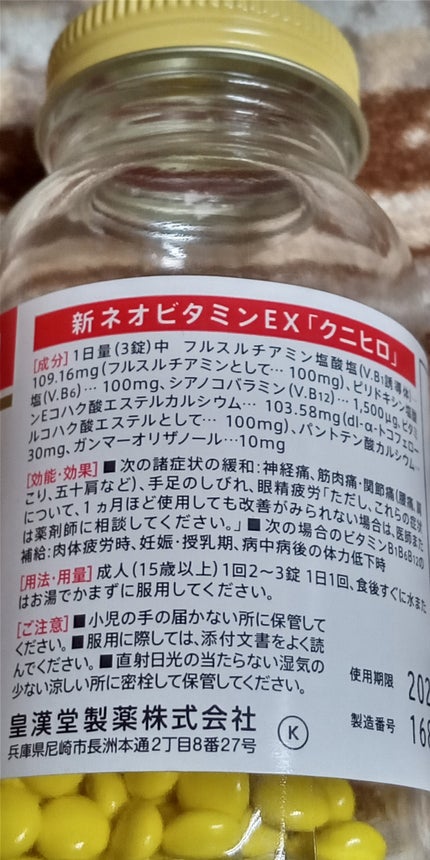 新ネオビタミンEX「クニヒロ」
[成分] 1日量(3錠)中 フルスルチアミン塩酸塩(V.B1誘導体)…
109.16mg(フルスルチアミンとして… 100mg)、ピリドキシン塩酸
塩(V.B6)… 100mg、シアノコバラミン(V.B12)… 1,500μg、ビタミ
ンEコハク酸エステルカルシウム… 103.58mg(dl-α-トコフェロー
ルコハク酸エステルとして… 100mg)、パントテン酸カルシウム…
30mg、ガンマーオリザノール…10mg
[効能・効果] ■次の諸症状の緩和:神経痛、筋肉痛・関節痛(腰痛、肩
こり、五十肩など)、手足のしびれ、眼精疲労「ただし、これらの症状
について、1ヵ月ほど使用しても改善がみられない場合は、医師また
は薬剤師に相談してください。」■次の場合のビタミンB1B6B12の
補給:肉体疲労時、妊娠・授乳期、病中病後の体力低下時
[用法・用量] 成人(15歳以上)1回2〜3錠 1日1回、食後すぐに水また
はお湯でかまずに服用してください。
[ご注意] ■小児の手の届かない所に保管して
ください。■服用に際しては、添付文書をよく読
んでください。■直射日光の当たらない湿気の
少ない涼しい所に密栓して保管してください。
使用期限 202
製造番号 168
皇漢堂製薬株式会社 K
兵庫県尼崎市長洲本通2丁目8番27号